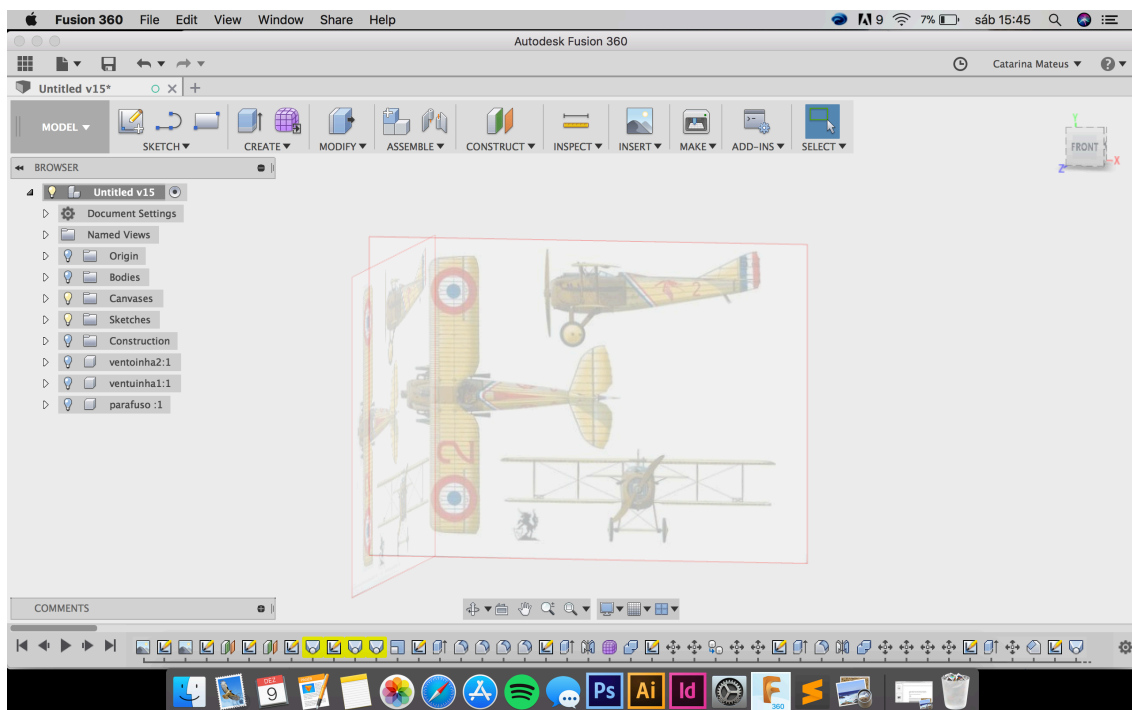 Fusion 360 File Edit View Window Share Help 9 7% sáb 15:45
Autodesk Fusion 360
Catarina Mateus
Untitled v15*
MODEL SKETCH CREATE MODIFY ASSEMBLE CONSTRUCT INSPECT INSERT MAKE ADD-INS SELECT
Y
FRONT
X
Z
BROWSER
Untitled v15
Document Settings
Named Views
Origin
Bodies
Canvases
Sketches
Construction
ventoinha2:1
ventuinha1:1
parafuso :1
2
2
COMMENTS
DEZ
9
Ps Ai Id
360